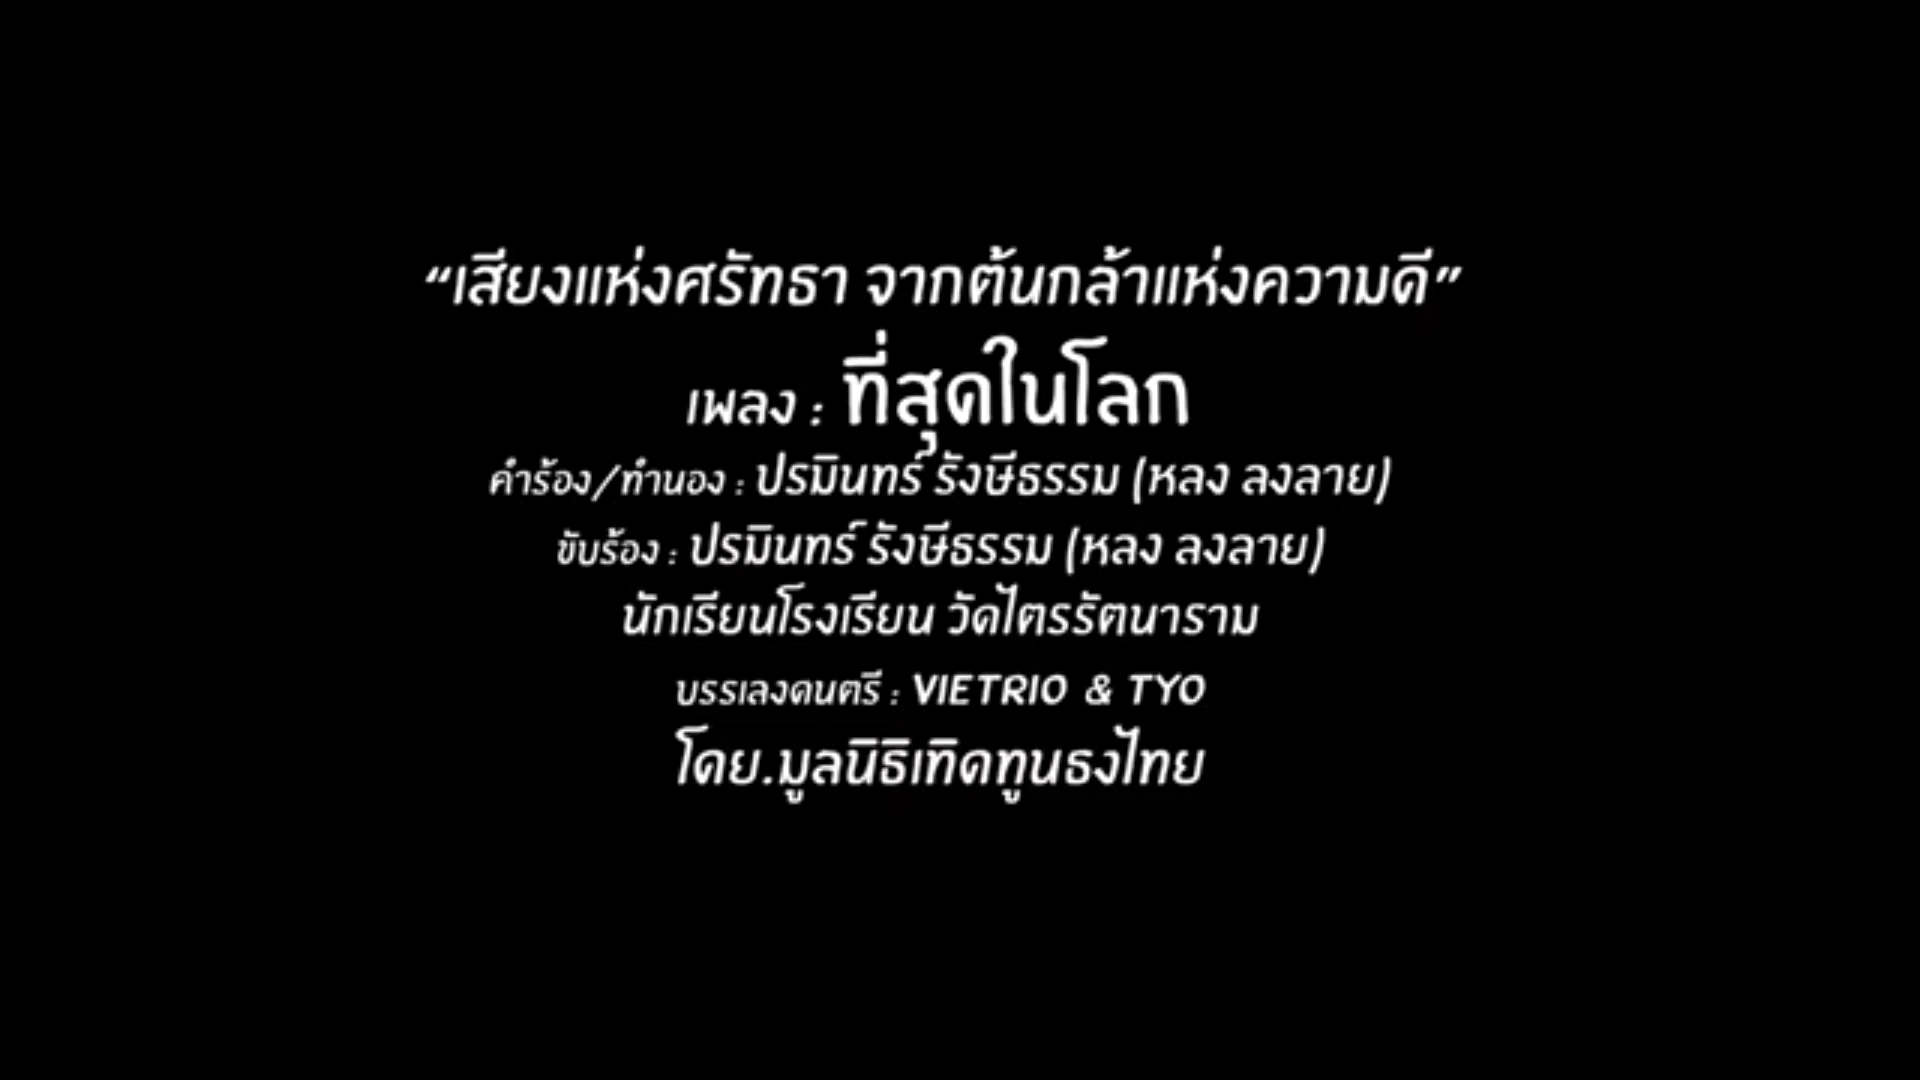 “เสียงแห่งศรัทธา จากต้นกล้าแห่งความดี”
เพลง : ที่สุดในโลก
คำร้อง/ทำนอง : ปรมินทร์ รังษีธรรม (หลง ลงลาย)
ขับร้อง : ปรมินทร์ รังษีธรรม (หลง ลงลาย)
นักเรียนโรงเรียน วัดไตรรัตนาราม
บรรเลงดนตรี : VIETRIO & TYO
โดย.มูลนิธิเทิดทูนธงไทย